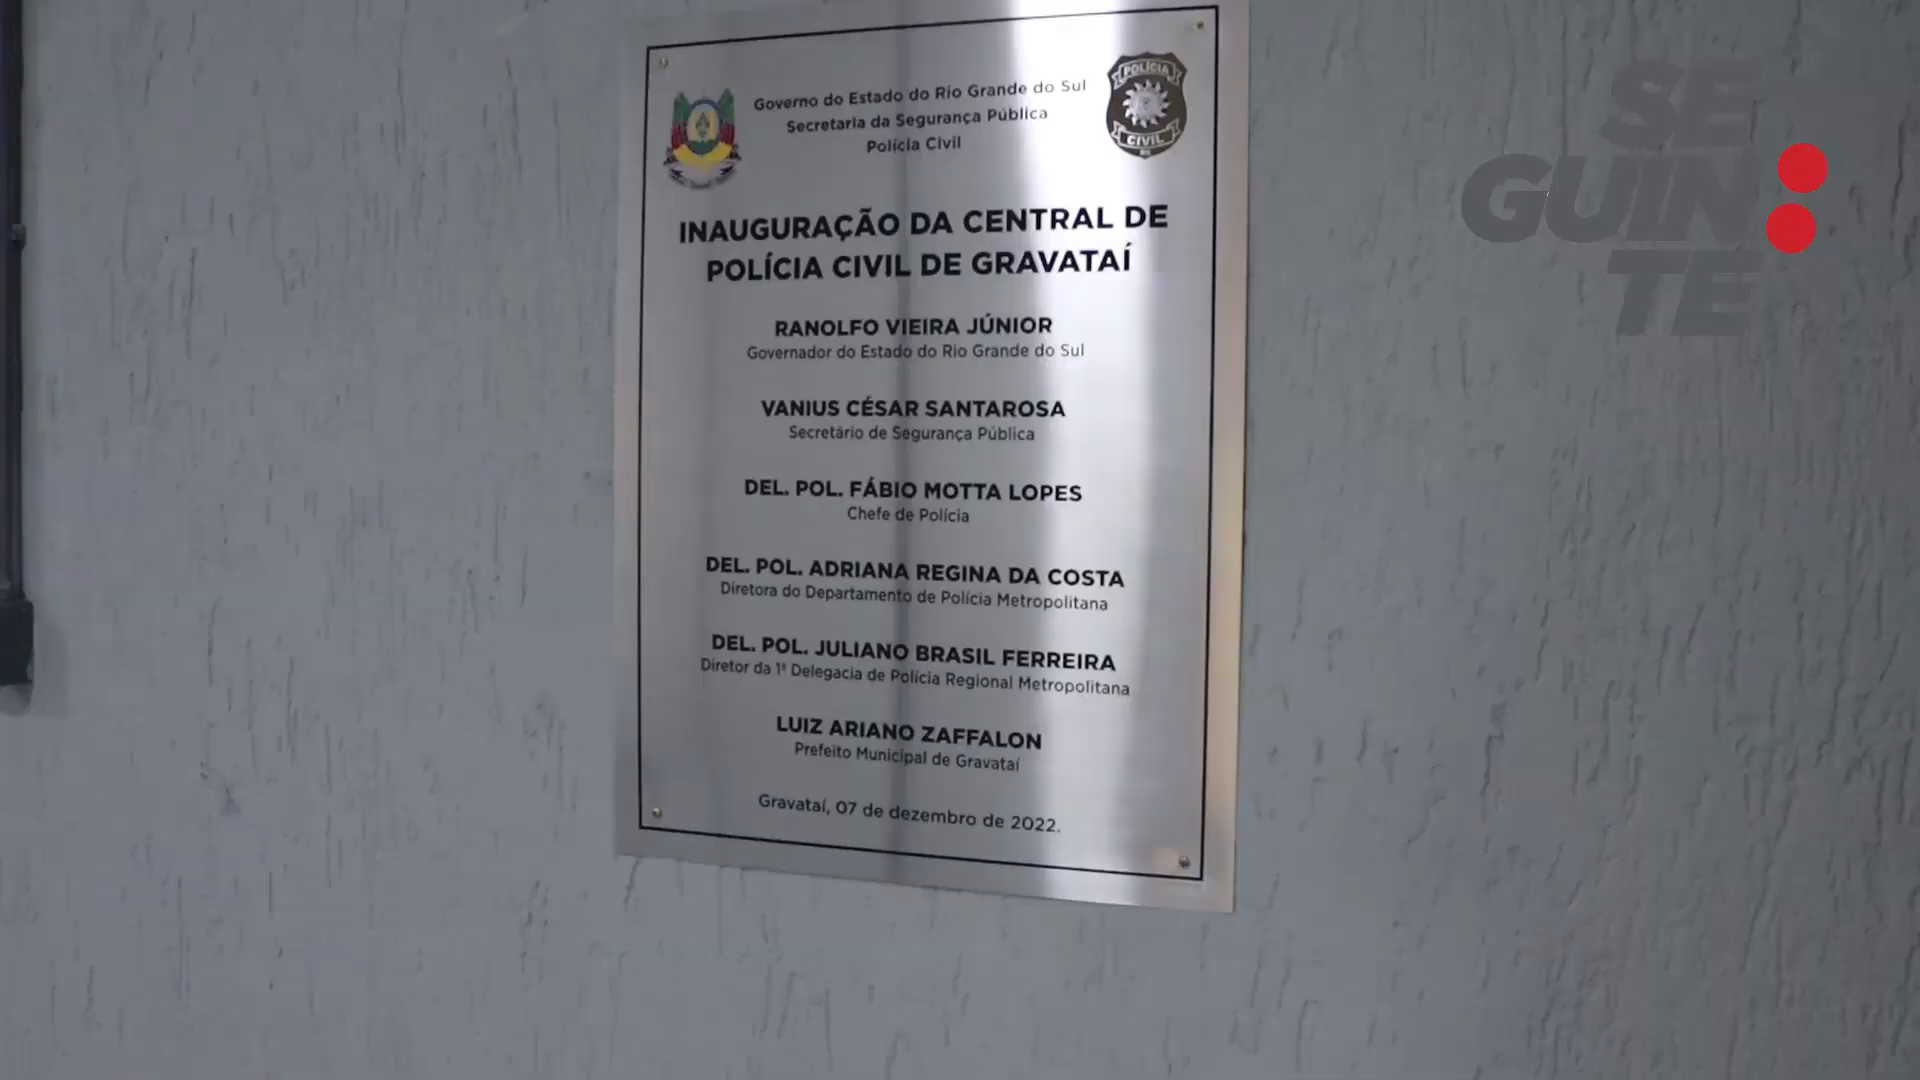 Governo do Estado do Rio Grande do Sul
Secretaria da Segurança Pública
Polícia Civil
POLÍCIA
CIVIL
RS
INAUGURAÇÃO DA CENTRAL DE
POLÍCIA CIVIL DE GRAVATAÍ
RANOLFO VIEIRA JÚNIOR
Governador do Estado do Rio Grande do Sul
VANIUS CÉSAR SANTAROSA
Secretário de Segurança Pública
DEL. POL. FÁBIO MOTTA LOPES
Chefe de Polícia
DEL. POL. ADRIANA REGINA DA COSTA
Diretora do Departamento de Polícia Metropolitana
DEL. POL. JULIANO BRASIL FERREIRA
Diretor da 1ª Delegacia de Polícia Regional Metropolitana
LUIZ ARIANO ZAFFALON
Prefeito Municipal de Gravataí
Gravataí, 07 de dezembro de 2022.
SE
GUIN:
TE